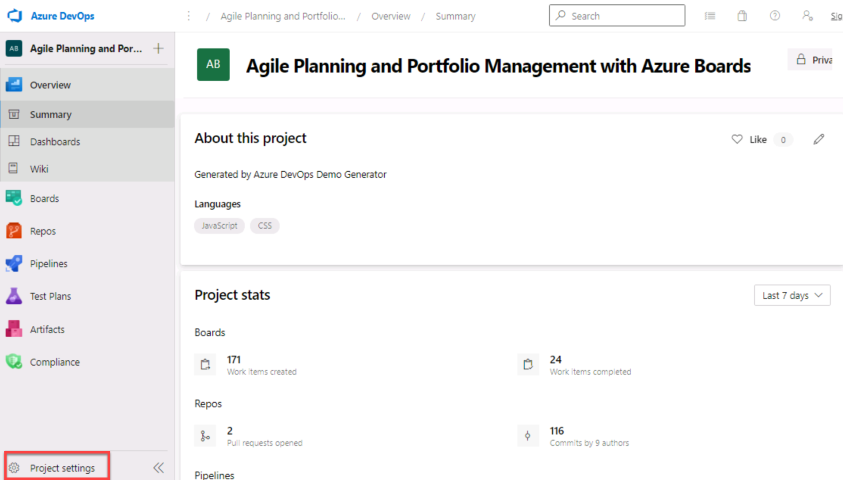 Azure DevOps
/ Agile Planning and Portfolio... / Overview / Summary
Search
Sig
AB
Agile Planning and Por...
Overview
Summary
Dashboards
Wiki
Boards
Repos
Pipelines
Test Plans
Artifacts
Compliance
Project settings
AB
Agile Planning and Portfolio Management with Azure Boards
Priva
About this project
Like 0
Generated by Azure DevOps Demo Generator
Languages
JavaScript CSS
Project stats
Last 7 days
Boards
171
Work items created
24
Work items completed
Repos
2
Pull requests opened
116
Commits by 9 authors
Pipelines